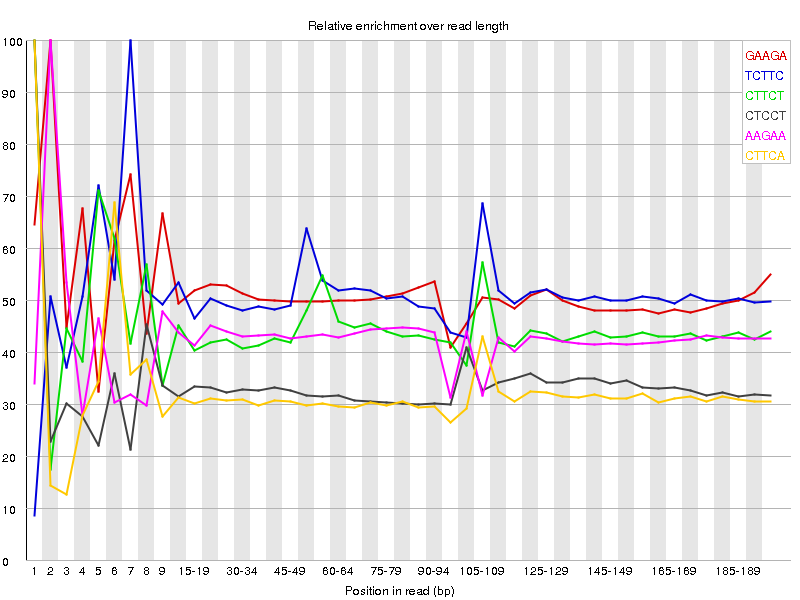 Relative enrichment over read length
100
90
80
70
60
50
40
30
20
10
0
GAAGA
TCTTC
CTTCT
CTCCT
AAGAA
CTTCA
1 2 3 4 5 6 7 8 9 15-19 30-34 45-49 60-64 75-79 90-94 105-109 125-129 145-149 165-169 185-189
Position in read (bp)